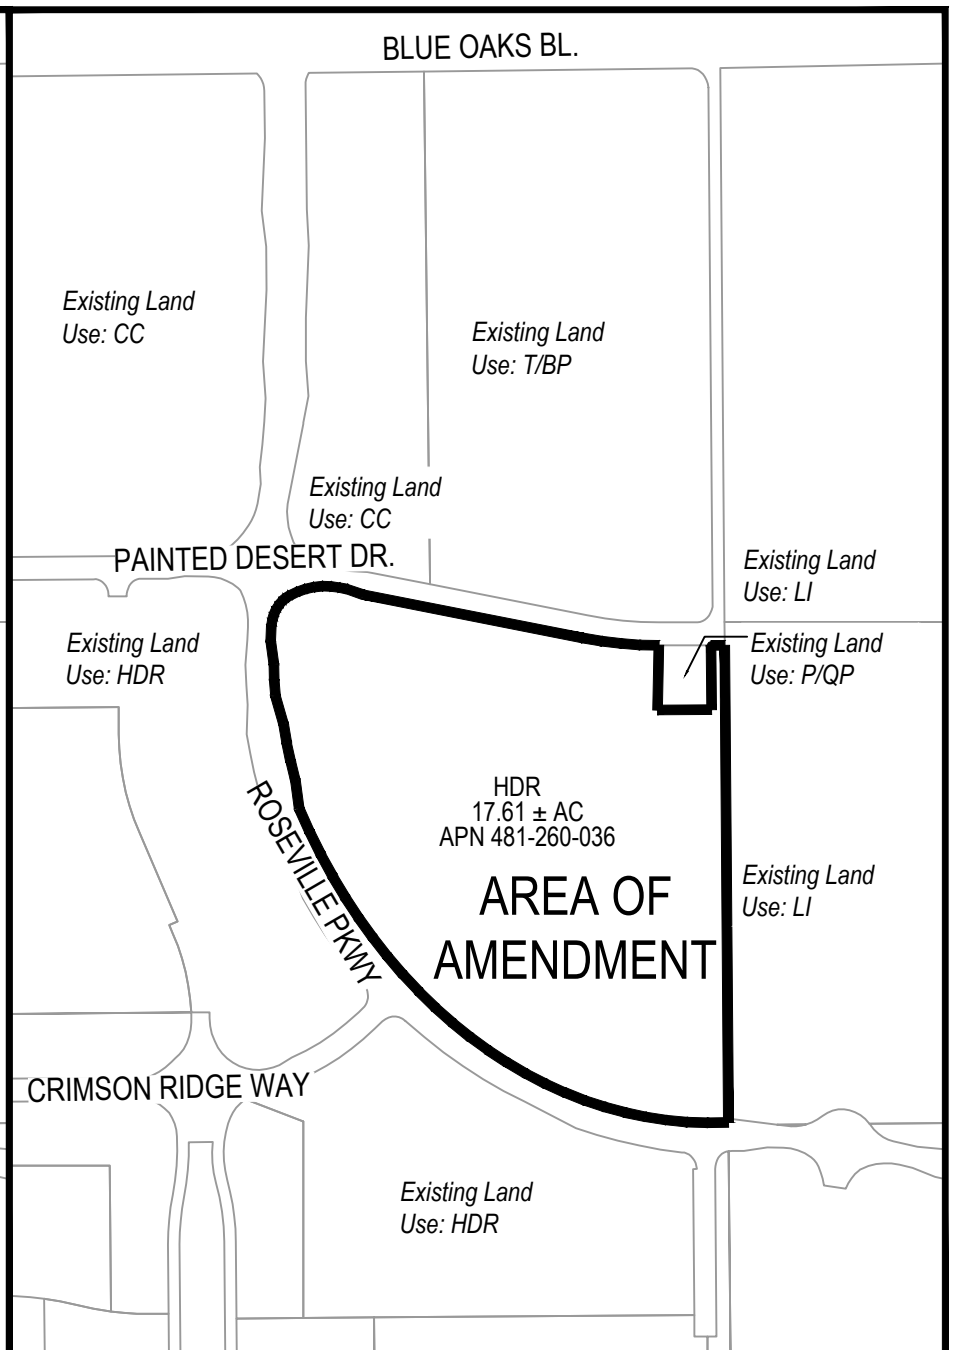 BLUE OAKS BL.
Existing Land
Use: CC
Existing Land
Use: T/BP
Existing Land
Use: CC
PAINTED DESERT DR.
Existing Land
Use: LI
Existing Land
Use: HDR
Existing Land
Use: P/QP
ROSEVILLE PKWY
HDR
17.61 ± AC
APN 481-260-036
AREA OF
AMENDMENT
Existing Land
Use: LI
CRIMSON RIDGE WAY
Existing Land
Use: HDR